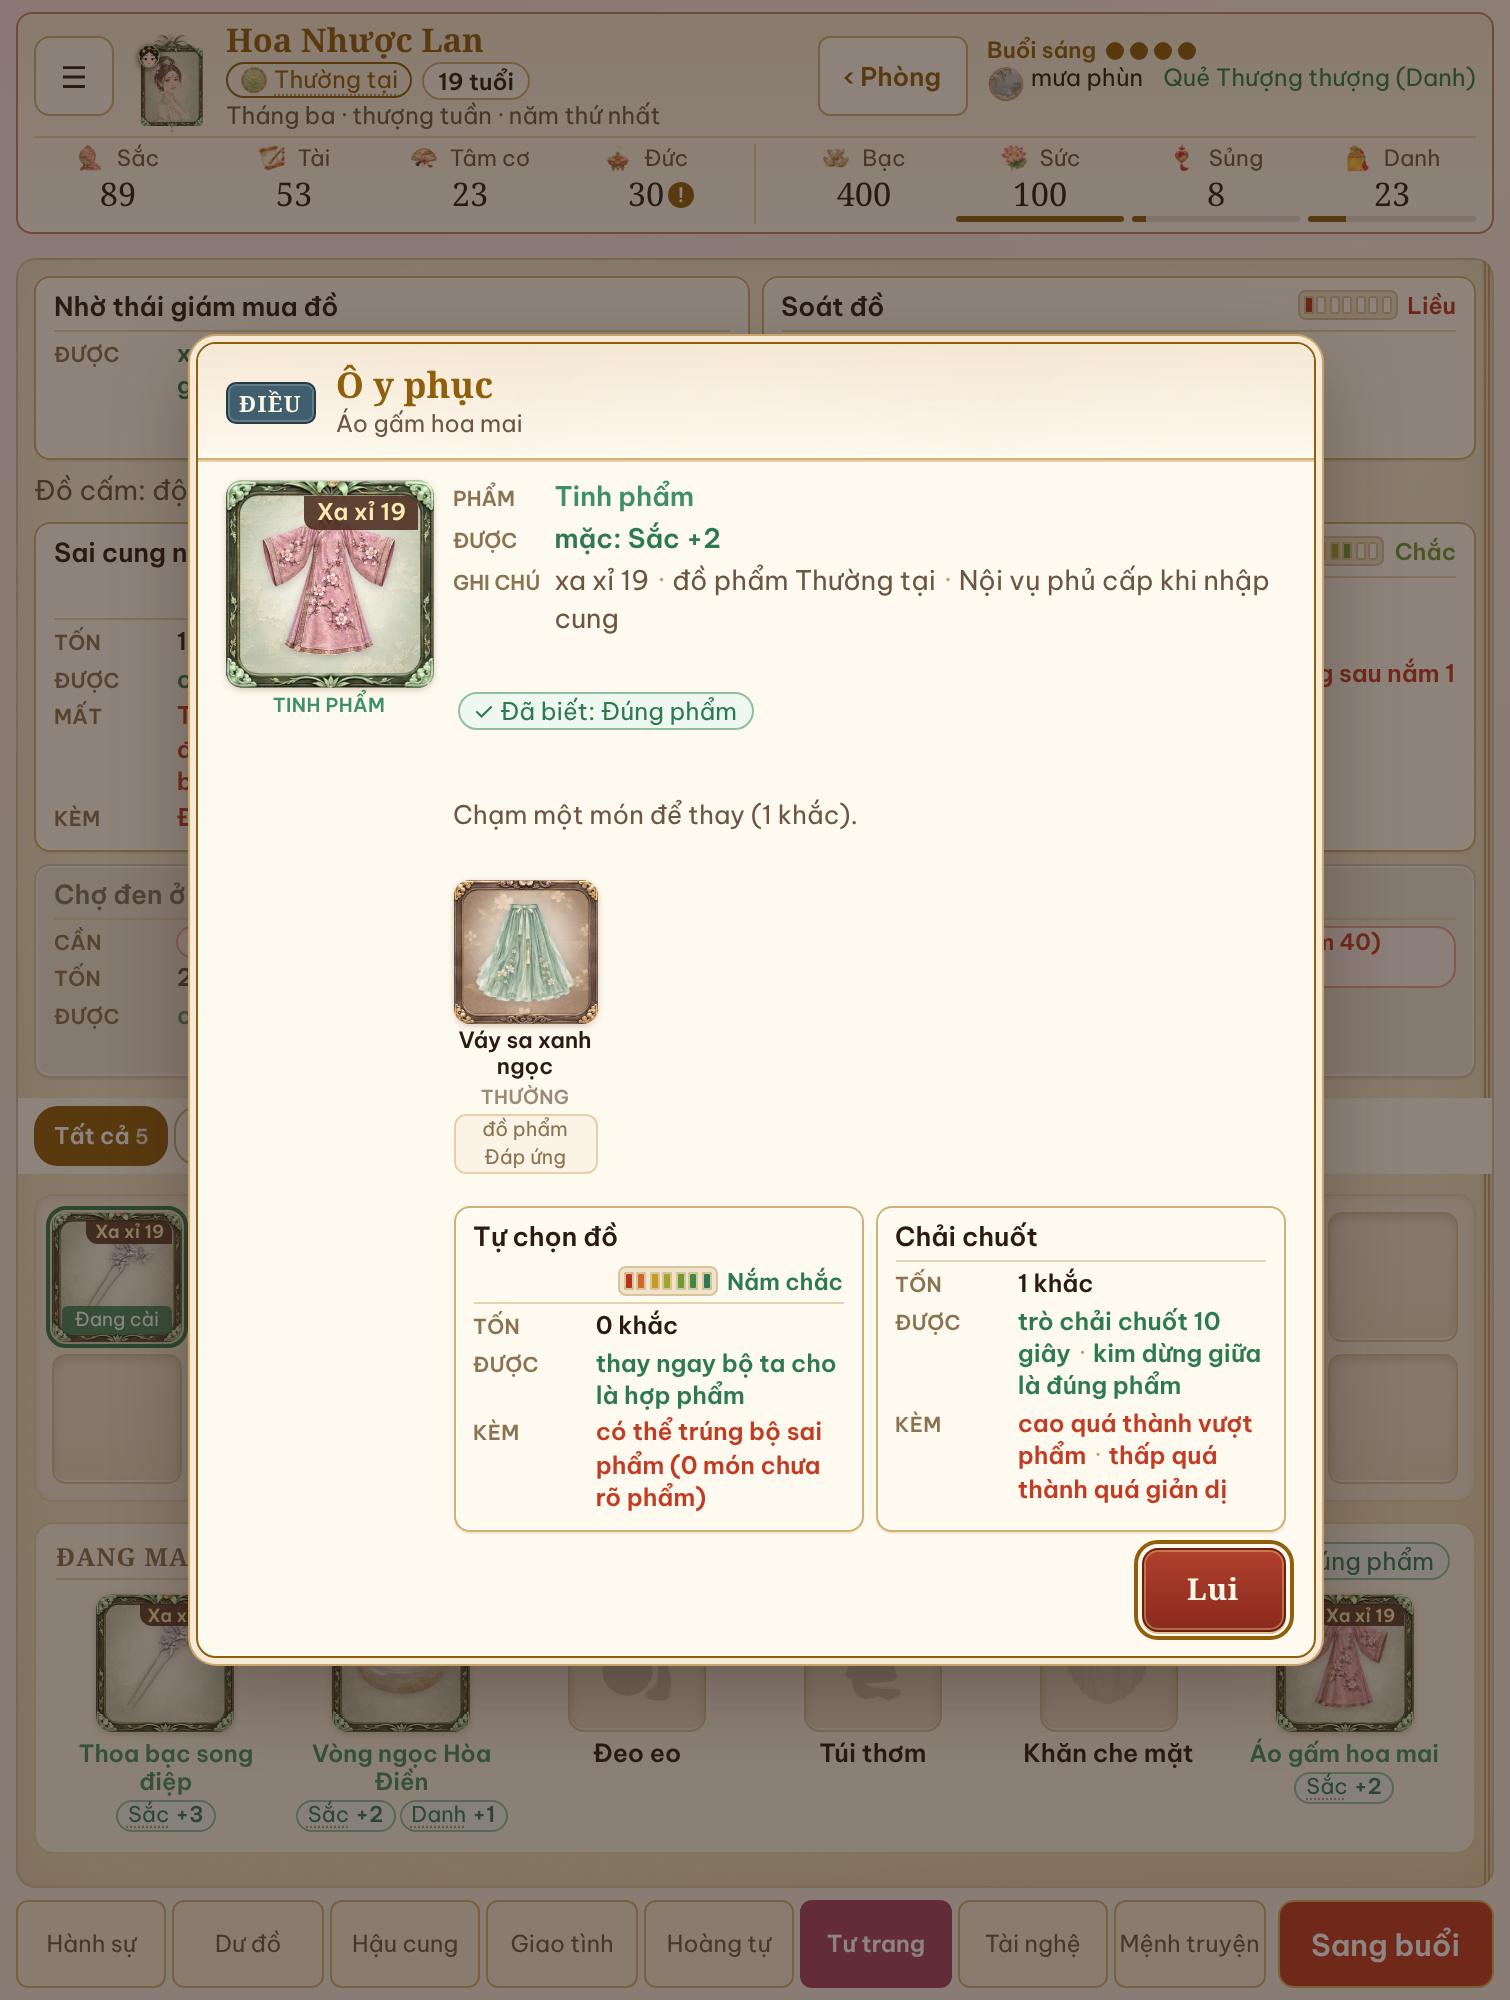 ☰
Hoa Nhược Lan
Thường tại
19 tuổi
Tháng ba · thượng tuần · năm thứ nhất
‹ Phòng
Buổi sáng
mưa phùn Quẻ Thượng thượng (Danh)
Sắc Tài Tâm cơ Đức Bạc Sức Sủng Danh
89 53 23 30 ! 400 100 8 23
Nhờ thái giám mua đồ
ĐƯỢC
Soát đồ
Liều
Đồ cấm:
Sai cung
TỐN 1
ĐƯỢC
MẤT
KÈM
Chắc
sau nắm 1
Chợ đen ở
CẦN
40)
TỐN 2
ĐƯỢC
Tất cả 5
Xa xỉ 19
Đang cài
ĐIỀU
Ô y phục
Áo gấm hoa mai
Xa xỉ 19
TINH PHẨM
PHẨM Tinh phẩm
ĐƯỢC mặc: Sắc +2
GHI CHÚ xa xỉ 19 · đồ phẩm Thường tại · Nội vụ phủ cấp khi nhập
cung
✓ Đã biết: Đúng phẩm
Chạm một món để thay (1 khắc).
Váy sa xanh
ngọc
THƯỜNG
đồ phẩm
Đáp ứng
Tự chọn đồ
Nắm chắc
TỐN 0 khắc
ĐƯỢC thay ngay bộ ta cho
là hợp phẩm
KÈM có thể trúng bộ sai
phẩm (0 món chưa
rõ phẩm)
Chải chuốt
TỐN 1 khắc
ĐƯỢC trò chải chuốt 10
giây · kim dừng giữa
là đúng phẩm
KÈM cao quá thành vượt
phẩm · thấp quá
thành quá giản dị
Lui
phẩm
Thoa bạc song
điệp
Sắc +3
Vòng ngọc Hòa
Điền
Sắc +2 Danh +1
Đeo eo
Túi thơm
Khăn che mặt
Xa xỉ 19
Áo gấm hoa mai
Sắc +2
Hành sự
Dư đồ
Hậu cung
Giao tình
Hoàng tự
Tư trang
Tài nghệ
Mệnh truyện
Sang buổi